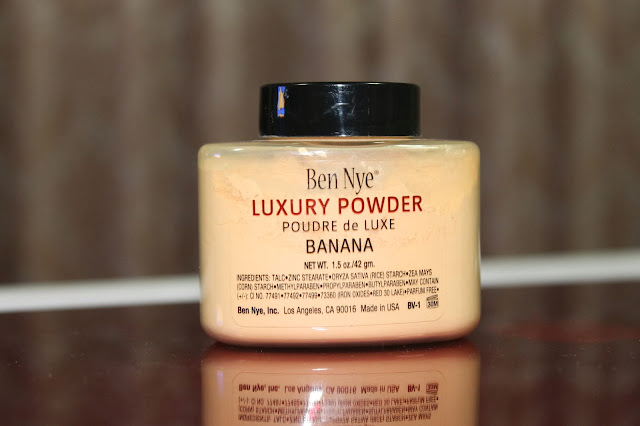 Ben Nye®
LUXURY POWDER
POUDRE de LUXE
BANANA
NET WT. 1.5 oz./42 gm.
INGREDIENTS: TALC•ZINC STEARATE•ORYZA SATIVA (RICE) STARCH•ZEA MAYS
(CORN) STARCH•METHYLPARABEN•PROPYLPARABEN•BUTYLPARABEN•MAY CONTAIN
(+/-): CI NO. 77491•77492•77499•73360 (IRON OXIDES•RED 30 LAKE)•PARFUM FREE•
Ben Nye, Inc. Los Angeles, CA 90016 Made in USA BV-1 30M